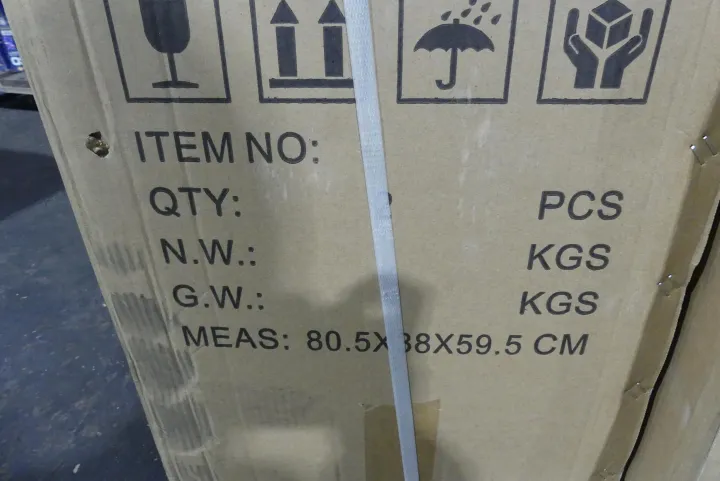 ITEM NO:
QTY: PCS
N.W.: KGS
G.W.: KGS
MEAS: 80.5X38X59.5 CM